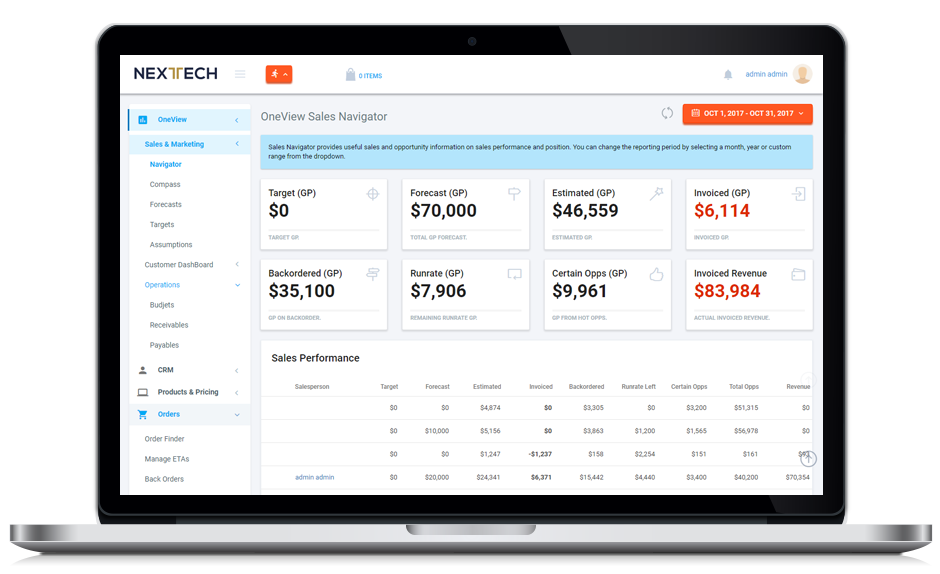 NEXTTECH
0 ITEMS
admin admin
OneView
Sales & Marketing
Navigator
Compass
Forecasts
Targets
Assumptions
Customer DashBoard
Operations
Budjets
Receivables
Payables
CRM
Products & Pricing
Orders
Order Finder
Manage ETAs
Back Orders
OneView Sales Navigator
OCT 1, 2017 - OCT 31, 2017
Sales Navigator provides useful sales and opportunity information on sales performance and position. You can change the reporting period by selecting a month, year or custom
range from the dropdown.
Target (GP)
$0
TARGET GP.
Forecast (GP)
$70,000
TOTAL GP FORECAST.
Estimated (GP)
$46,559
ESTIMATED GP.
Invoiced (GP)
$6,114
INVOICED GP.
Backordered (GP)
$35,100
GP ON BACKORDER.
Runrate (GP)
$7,906
REMAINING RUNRATE GP.
Certain Opps (GP)
$9,961
GP FROM HOT OPPS.
Invoiced Revenue
$83,984
ACTUAL INVOICED REVENUE.
Sales Performance
Salesperson Target Forecast Estimated Invoiced Backordered Runrate Left Certain Opps Total Opps Revenue
$0 $0 $4,874 $0 $3,305 $0 $3,200 $51,315 $0
$0 $10,000 $5,156 $0 $3,863 $1,200 $1,565 $56,978 $0
$0 $0 $1,247 -$1,237 $158 $2,254 $151 $161
admin admin $0 $20,000 $24,341 $6,371 $15,442 $4,440 $3,400 $40,200 $70,354